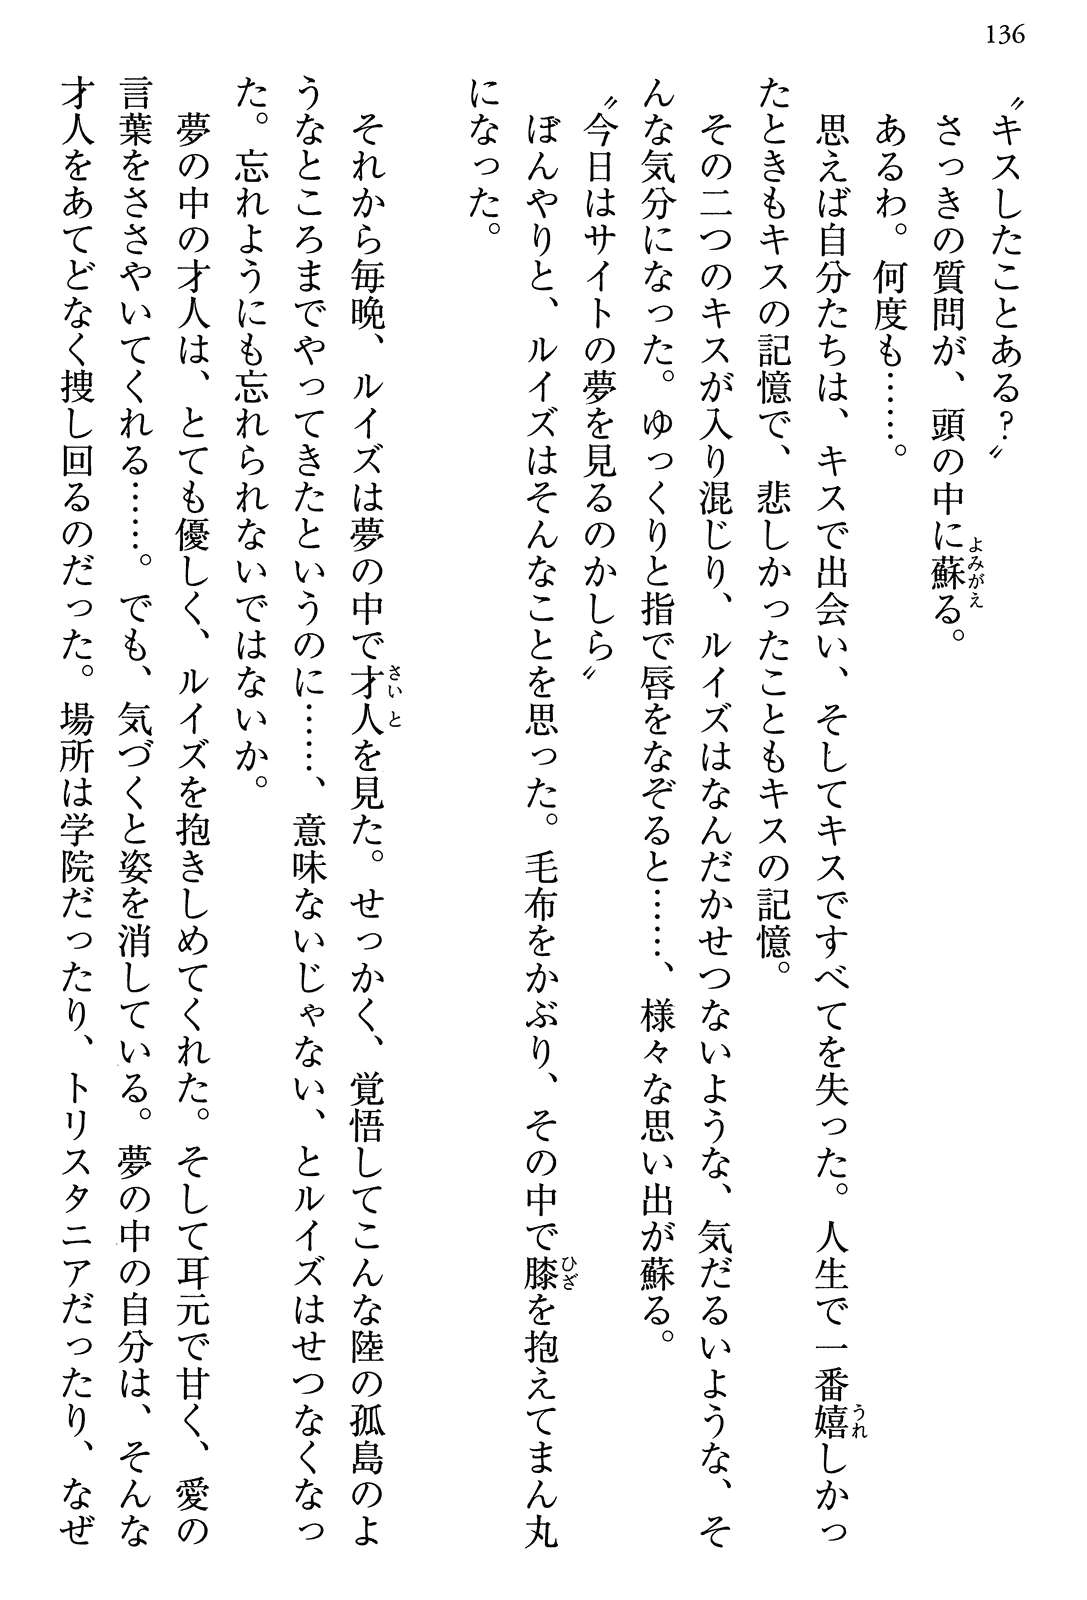 136
〝キスしたことある?〟
さっきの質問が、頭の中に蘇る。
あるわ。何度も……。
思えば自分たちは、キスで出会い、そしてキスですべてを失った。人生で一番嬉しかっ
たときもキスの記憶で、悲しかったこともキスの記憶。
その二つのキスが入り混じり、ルイズはなんだかせつないような、気だるいような、そ
んな気分になった。ゆっくりと指で唇をなぞると……、様々な思い出が蘇る。
〝今日はサイトの夢を見るのかしら〟
ぼんやりと、ルイズはそんなことを思った。毛布をかぶり、その中で膝を抱えてまん丸
になった。
それから毎晩、ルイズは夢の中で才人を見た。せっかく、覚悟してこんな陸の孤島のよ
うなところまでやってきたというのに……、意味ないじゃない、とルイズはせつなくなっ
た。忘れようにも忘れられないではないか。
夢の中の才人は、とても優しく、ルイズを抱きしめてくれた。そして耳元で甘く、愛の
言葉をささやいてくれる……。でも、気づくと姿を消している。夢の中の自分は、そんな
才人をあてどなく捜し回るのだった。場所は学院だったり、トリスタニアだったり、なぜ